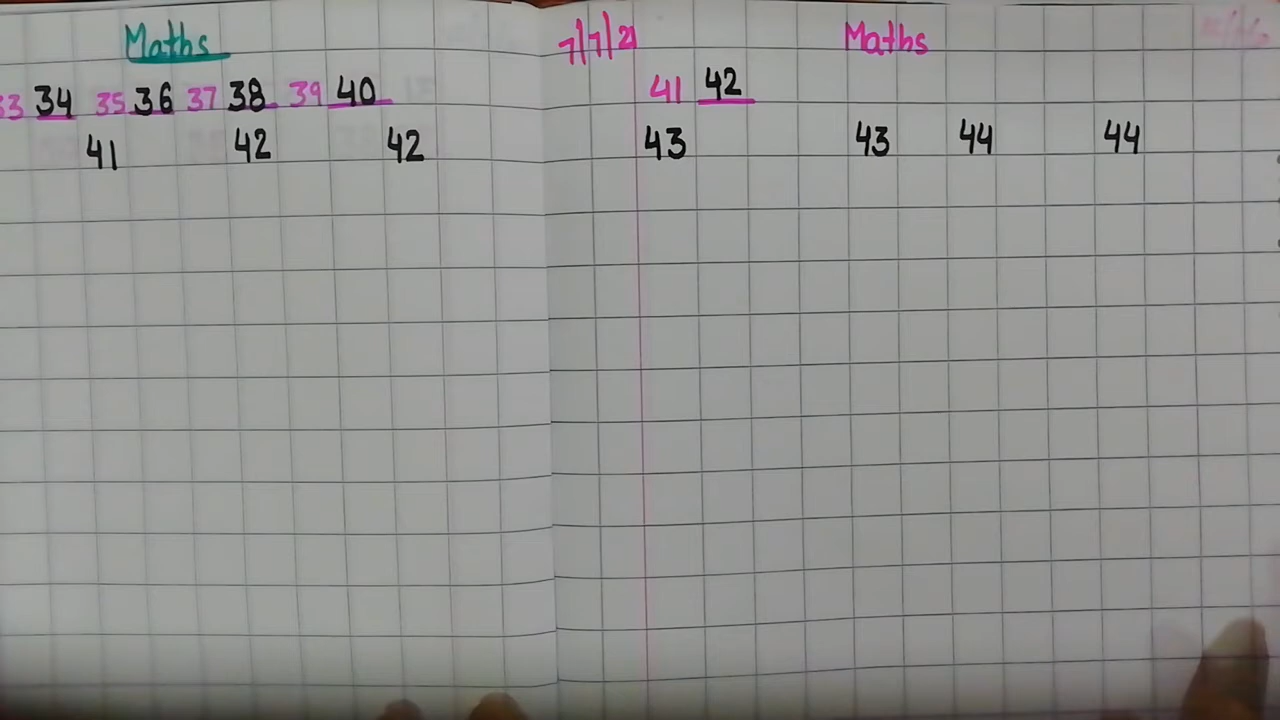 Maths
33 34 35 36 37 38 39 40
41 42 42
7/7/21 Maths
41 42
43 43 44 44